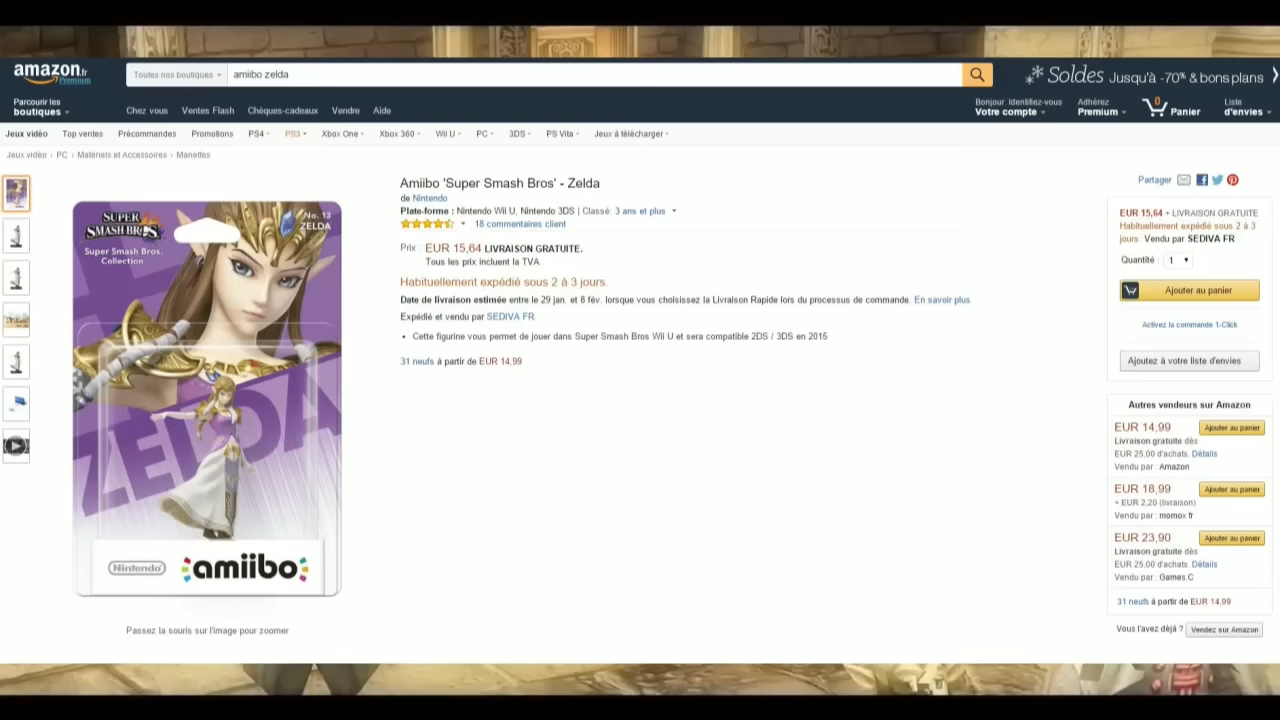 amazon.fr
Premium
Toutes nos boutiques
amiibo zelda
Soldes Jusqu'à -70% & bons plans
Parcourir les
boutiques
Chez vous Ventes Flash Chèques-cadeaux Vendre Aide
Bonjour. Identifiez-vous
Votre compte
Adhérez
Premium
0
Panier
Liste
d'envies
Jeux vidéo Top ventes Précommandes Promotions PS4 PS3 Xbox One Xbox 360 Wii U PC 3DS PS Vita Jeux à télécharger
Jeux vidéo › PC › Matériels et Accessoires › Manettes
SUPER
SMASH BROS.
Super Smash Bros.
Collection
No. 13
ZELDA
ZELDA
Nintendo
amiibo
Passez la souris sur l'image pour zoomer
Amiibo 'Super Smash Bros' - Zelda
de Nintendo
Plate-forme : Nintendo Wii U, Nintendo 3DS | Classé: 3 ans et plus
18 commentaires client
Prix : EUR 15,64 LIVRAISON GRATUITE.
Tous les prix incluent la TVA.
Habituellement expédié sous 2 à 3 jours.
Date de livraison estimée entre le 29 jan. et 8 fév. lorsque vous choisissez la Livraison Rapide lors du processus de commande. En savoir plus
Expédié et vendu par SEDIVA FR.
• Cette figurine vous permet de jouer dans Super Smash Bros Wii U et sera compatible 2DS / 3DS en 2015
31 neufs à partir de EUR 14,99
Partager
EUR 15,64 + LIVRAISON GRATUITE
Habituellement expédié sous 2 à 3
jours. Vendu par SEDIVA FR
Quantité : 1
Ajouter au panier
Activez la commande 1-Click
Ajoutez à votre liste d'envies
Autres vendeurs sur Amazon
EUR 14,99 Ajouter au panier
Livraison gratuite dès
EUR 25,00 d'achats. Détails
Vendu par : Amazon
EUR 18,99 Ajouter au panier
+ EUR 2,20 (livraison)
Vendu par : momox fr
EUR 23,90 Ajouter au panier
Livraison gratuite dès
EUR 25,00 d'achats. Détails
Vendu par : Games.C
31 neufs à partir de EUR 14,99
Vous l'avez déjà ? Vendez sur Amazon